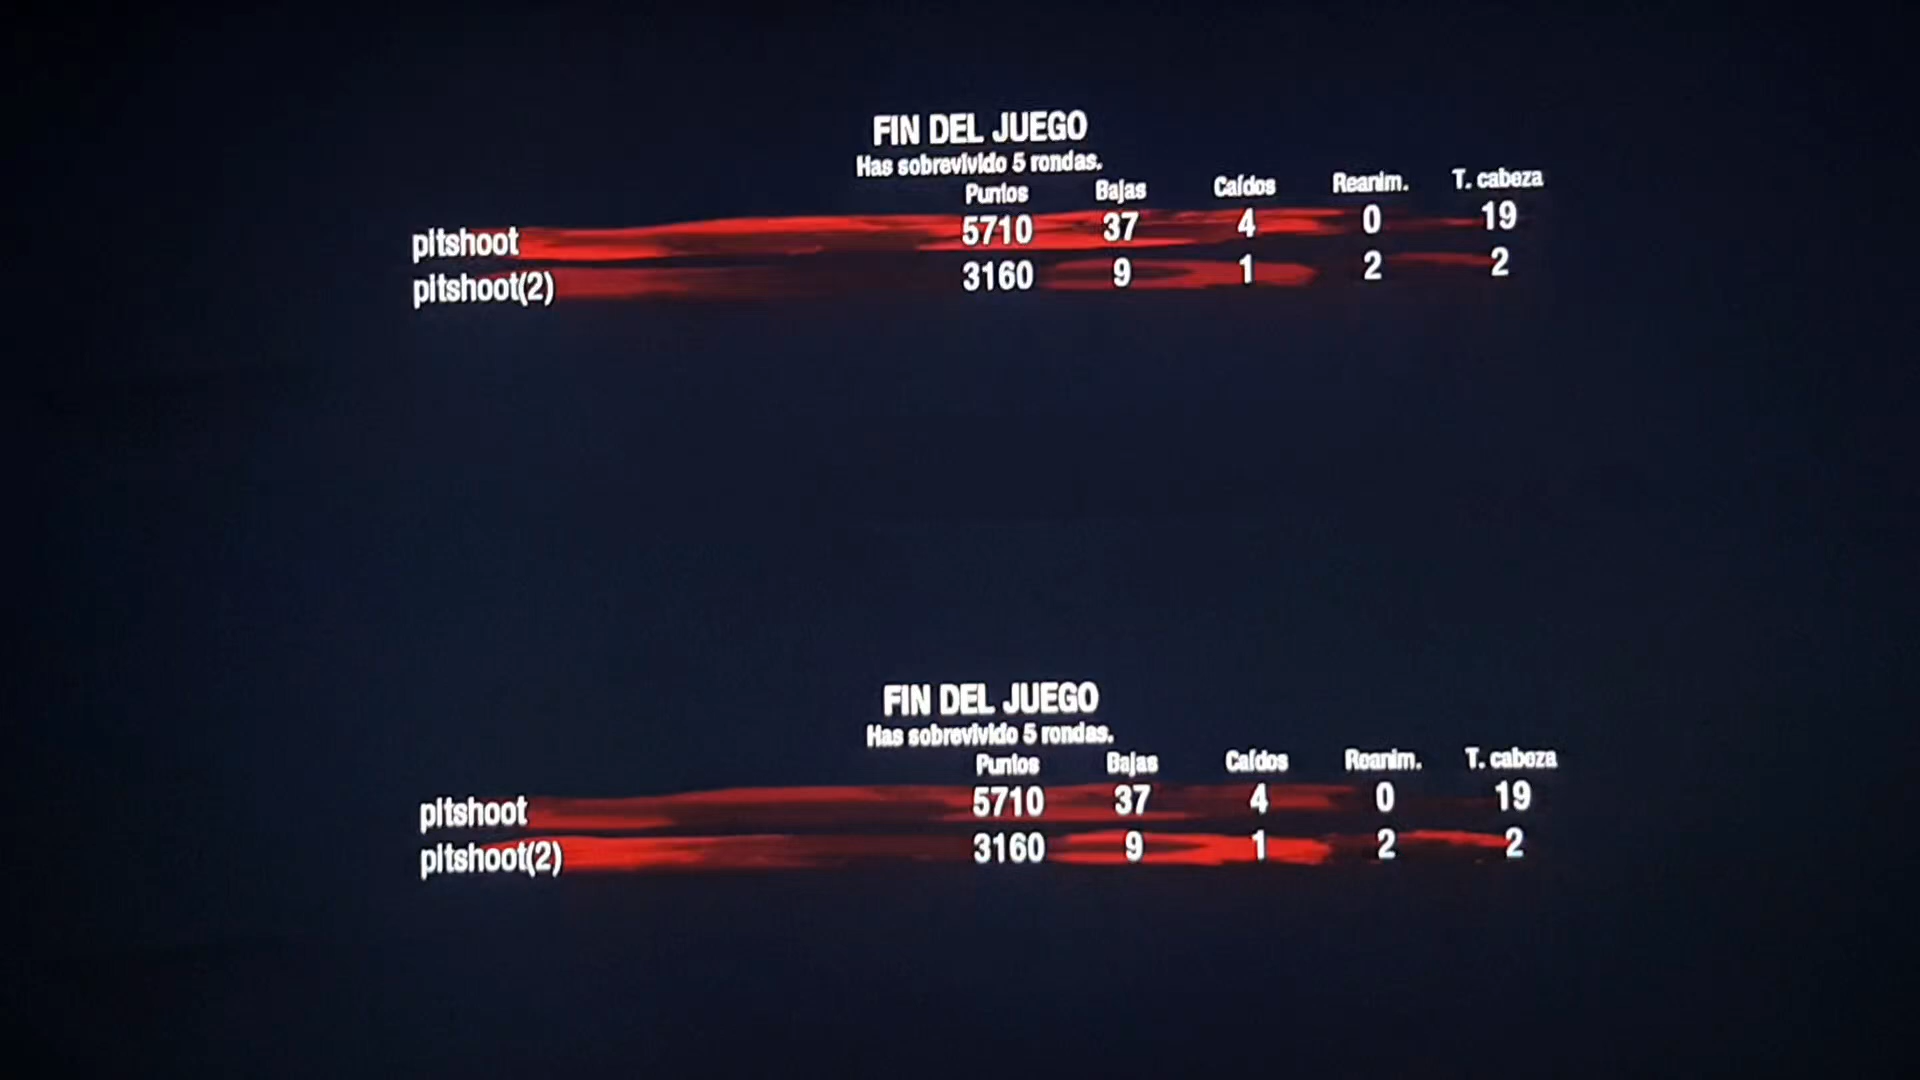 FIN DEL JUEGO
Has sobrevivido 5 rondas.
Puntos Bajas Caídos Reanim. T. cabeza
pitshoot 5710 37 4 0 19
pitshoot(2) 3160 9 1 2 2
FIN DEL JUEGO
Has sobrevivido 5 rondas.
Puntos Bajas Caídos Reanim. T. cabeza
pitshoot 5710 37 4 0 19
pitshoot(2) 3160 9 1 2 2